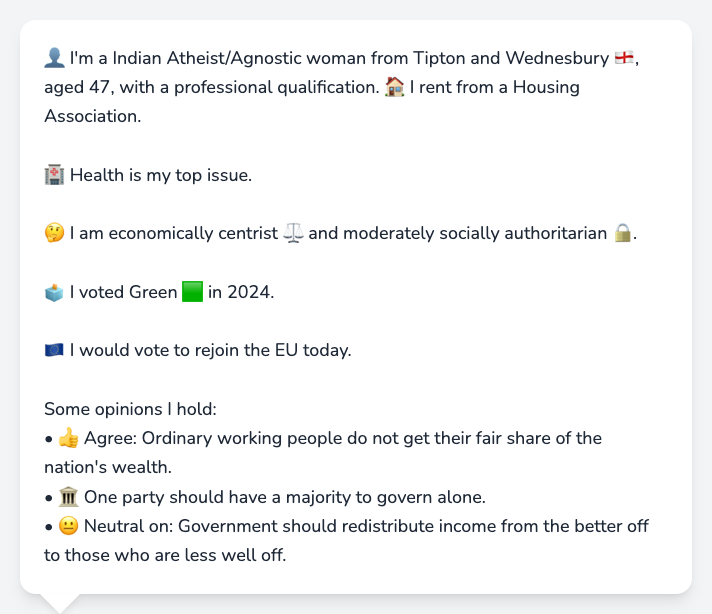 👤 I'm a Indian Atheist/Agnostic woman from Tipton and Wednesbury 🏴󠁧󠁢󠁥󠁮󠁧󠁿,
aged 47, with a professional qualification. 🏠 I rent from a Housing
Association.
🏥 Health is my top issue.
🤔 I am economically centrist ⚖️ and moderately socially authoritarian 🔒.
🗳️ I voted Green 🟩 in 2024.
🇪🇺 I would vote to rejoin the EU today.
Some opinions I hold:
• 👍 Agree: Ordinary working people do not get their fair share of the
nation's wealth.
• 🏛️ One party should have a majority to govern alone.
• 😐 Neutral on: Government should redistribute income from the better off
to those who are less well off.